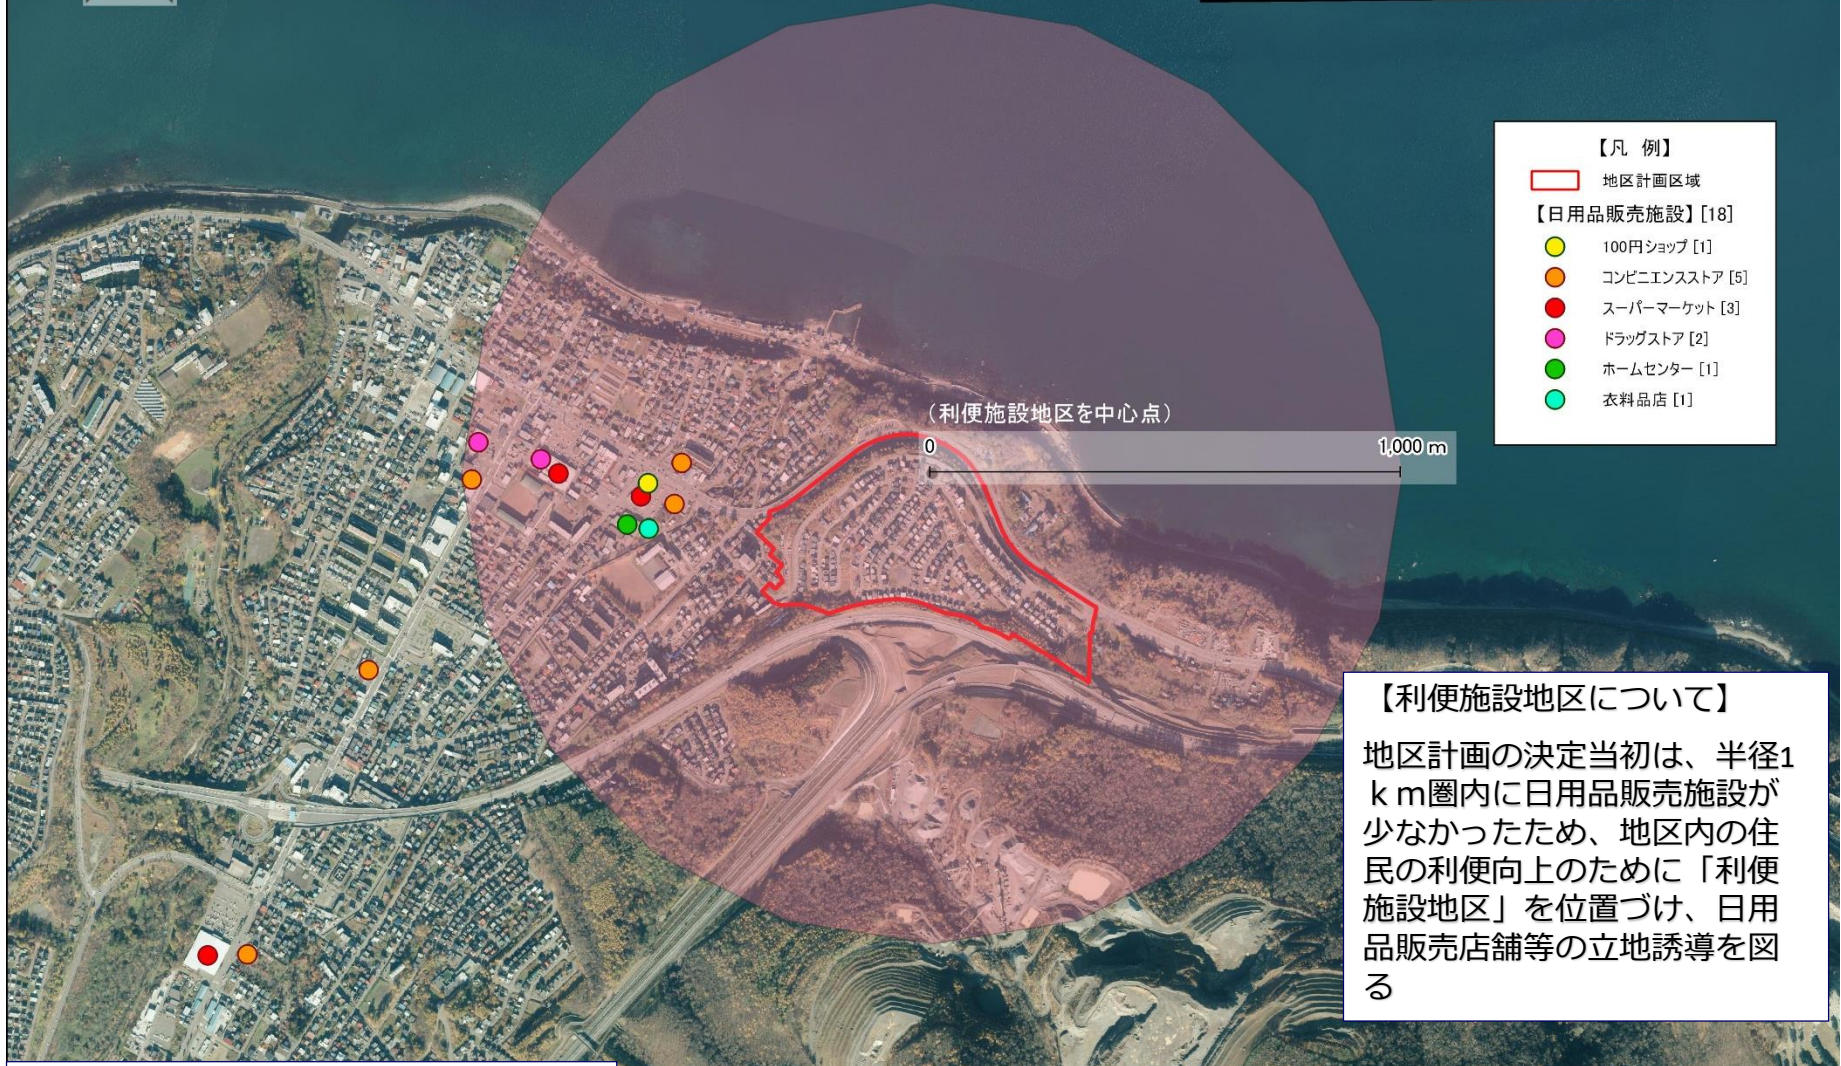 【凡 例】
地区計画区域
【日用品販売施設】[18]
100円ショップ [1]
コンビニエンスストア [5]
スーパーマーケット [3]
ドラッグストア [2]
ホームセンター [1]
衣料品店 [1]
(利便施設地区を中心点)
0
1,000 m
【利便施設地区について】
地区計画の決定当初は、半径1
km圏内に日用品販売施設が
少なかったため、地区内の住
民の利便向上のために「利便
施設地区」を位置づけ、日用
品販売店舗等の立地誘導を図
る